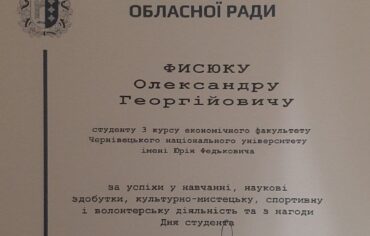 ОБЛАСНОЇ РАДИ
ФИСЮКУ
Олександру
Георгійовичу
студенту 3 курсу економічного факультету
Чернівецького національного університету
імені Юрія Федьковича
за успіхи у навчанні, наукові
здобутки, культурно-мистецьку, спортивну
і волонтерську діяльність та з нагоди
Дня студента